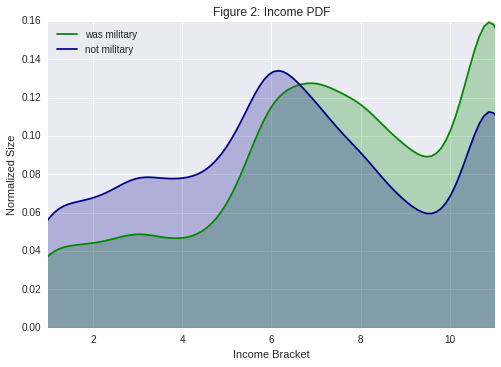 Figure 2: Income PDF
was military
not military
Normalized Size
0.16
0.14
0.12
0.10
0.08
0.06
0.04
0.02
0.00
2 4 6 8 10
Income Bracket